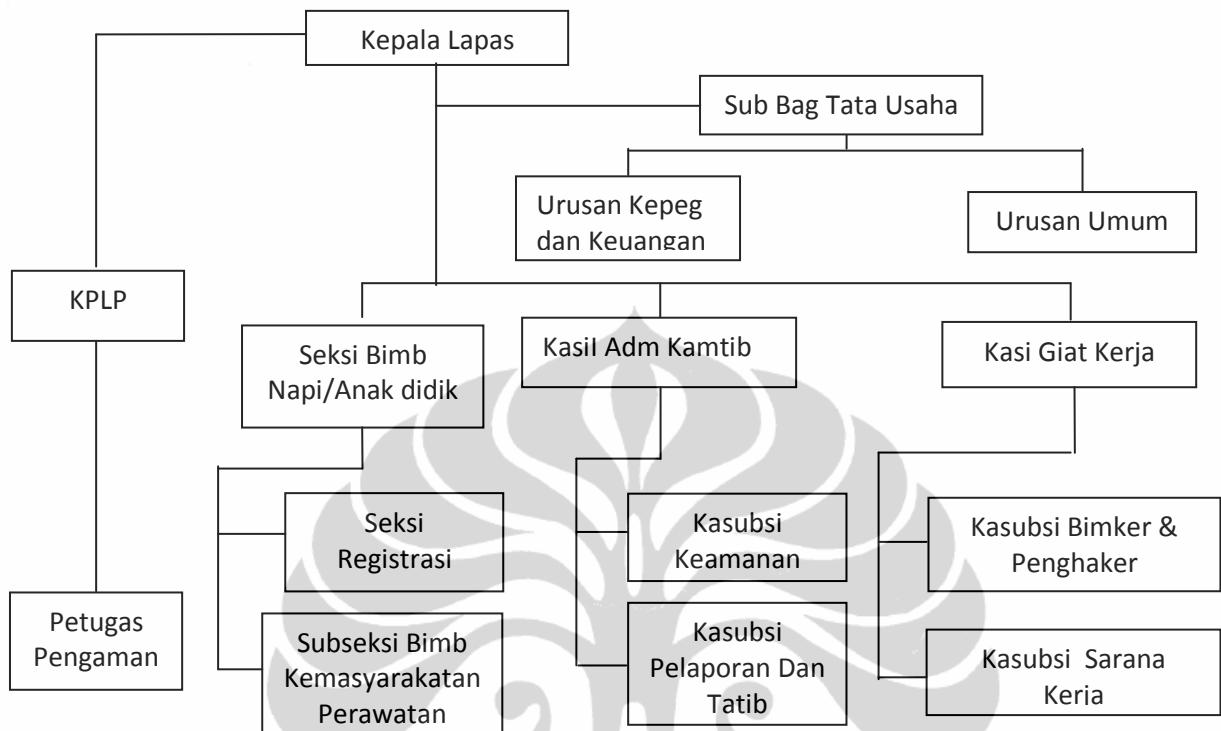 Kepala Lapas
Sub Bag Tata Usaha
Urusan Kepeg
dan Keuangan
Urusan Umum
KPLP
Seksi Bimb
Napi/Anak didik
Kasil Adm Kamtib
Kasi Giat Kerja
Seksi
Registrasi
Kasubsi
Keamanan
Kasubsi Bimker &
Penghaker
Petugas
Pengaman
Subseksi Bimb
Kemasyarakatan
Perawatan
Kasubsi
Pelaporan Dan
Tatib
Kasubsi Sarana
Kerja